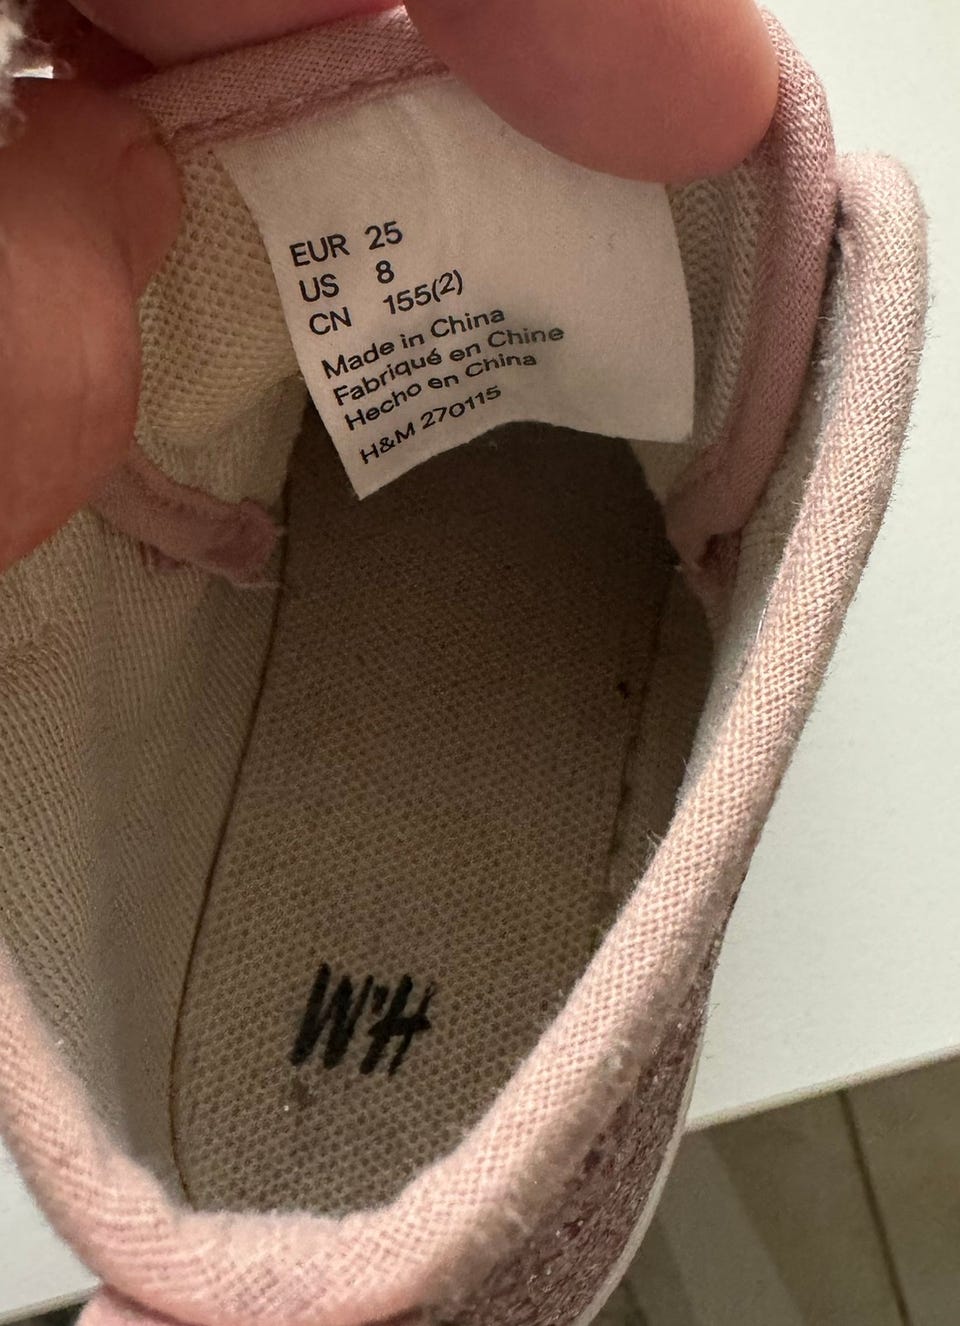 EUR 25
US 8
CN 155(2)
Made in China
Fabriqué en Chine
Hecho en China
H&M 270115
H&M